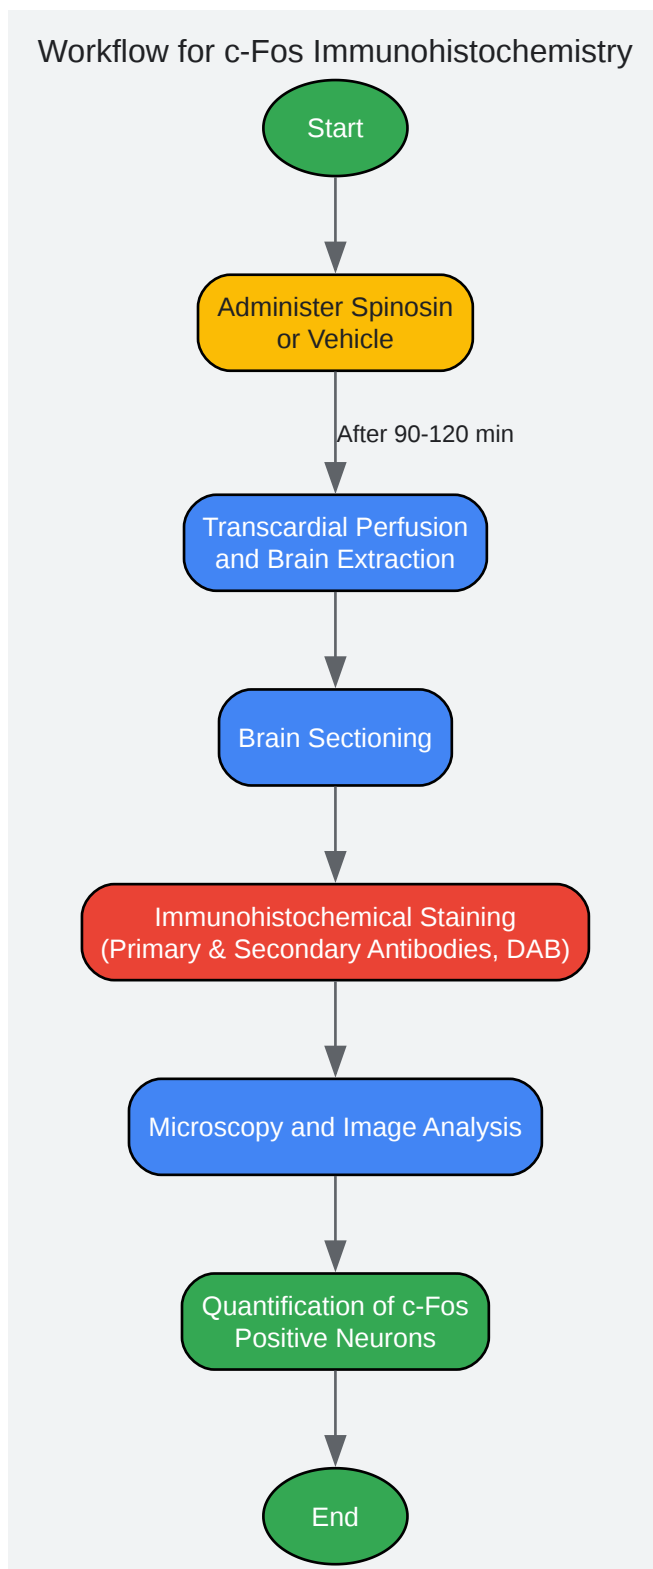 Workflow for c-Fos Immunohistochemistry
Start
Administer Spinosin
or Vehicle
After 90-120 min
Transcardial Perfusion
and Brain Extraction
Brain Sectioning
Immunohistochemical Staining
(Primary & Secondary Antibodies, DAB)
Microscopy and Image Analysis
Quantification of c-Fos
Positive Neurons
End